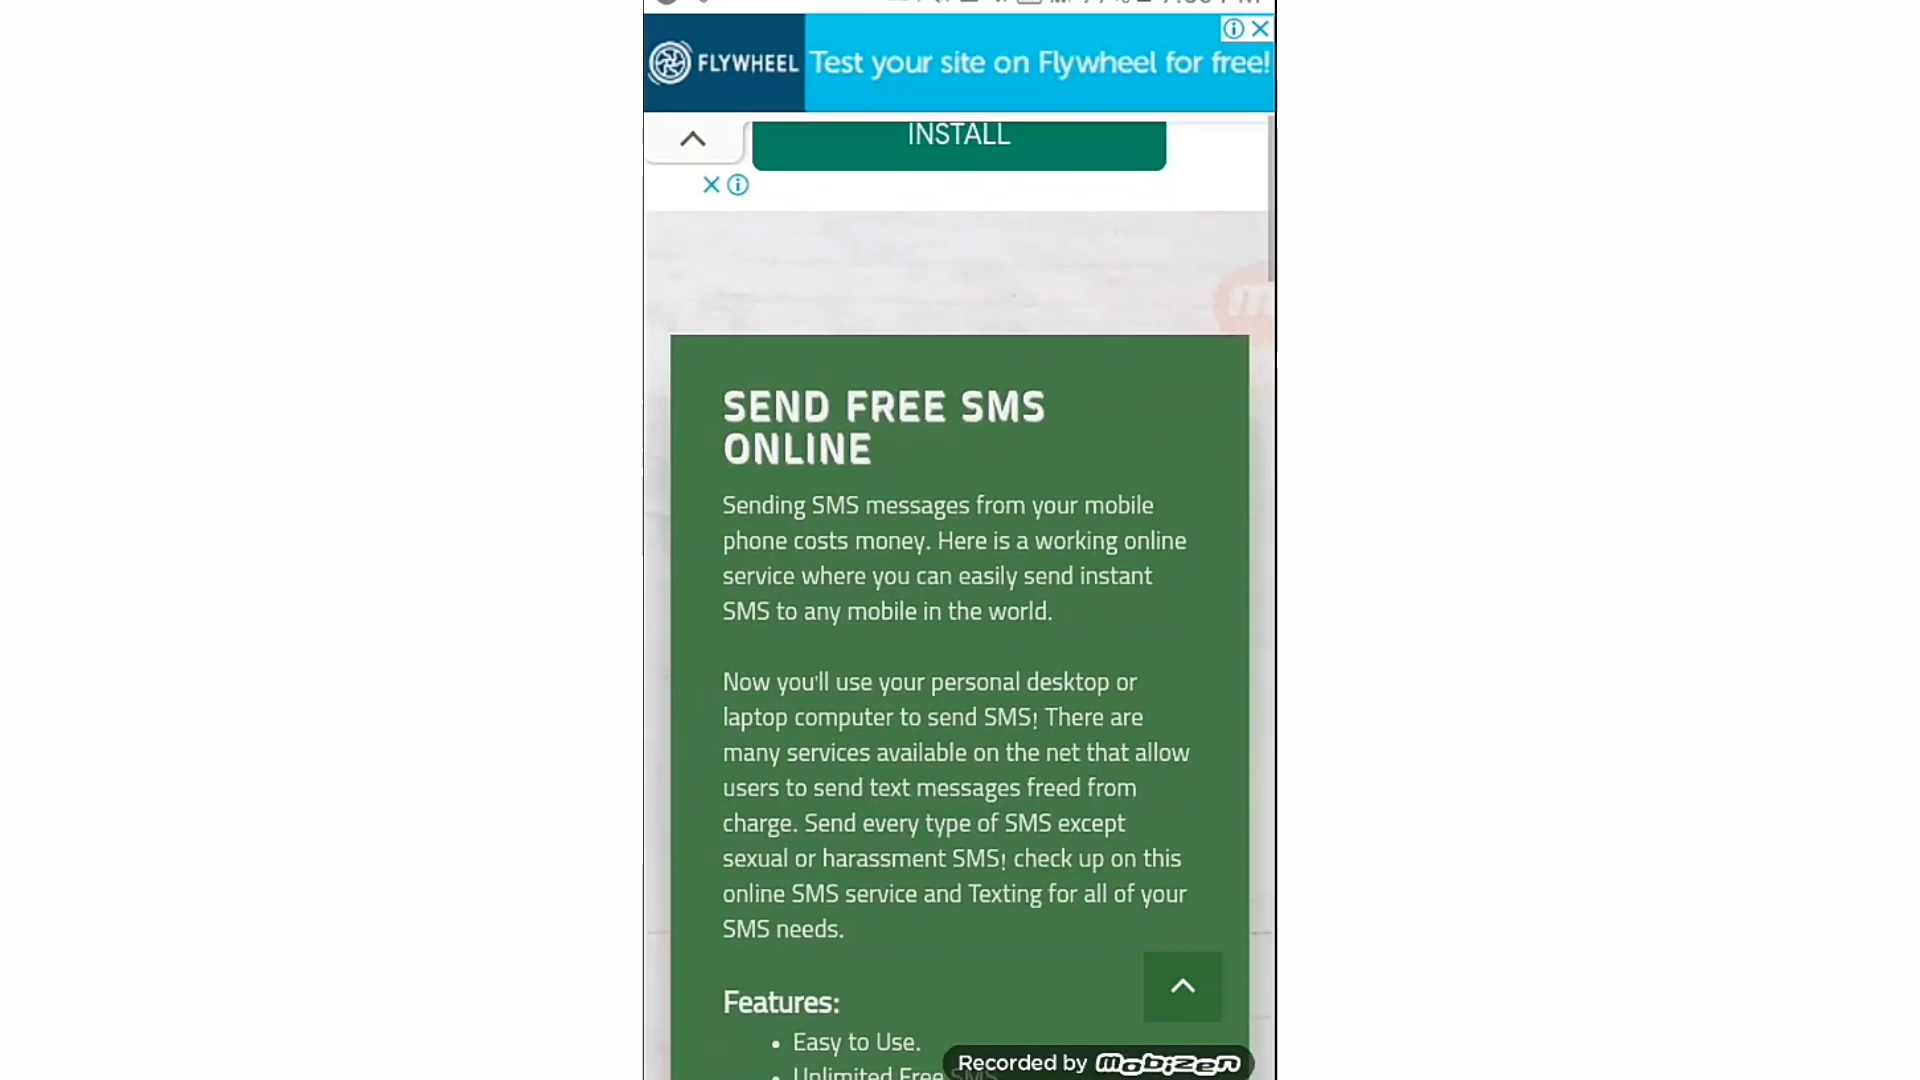 FLYWHEEL Test your site on Flywheel for free!
INSTALL
SEND FREE SMS
ONLINE
Sending SMS messages from your mobile
phone costs money. Here is a working online
service where you can easily send instant
SMS to any mobile in the world.
Now you'll use your personal desktop or
laptop computer to send SMS! There are
many services available on the net that allow
users to send text messages freed from
charge. Send every type of SMS except
sexual or harassment SMS! check up on this
online SMS service and Texting for all of your
SMS needs.
Features:
• Easy to Use.
• Unlimited Free SMS
Recorded by mobizen